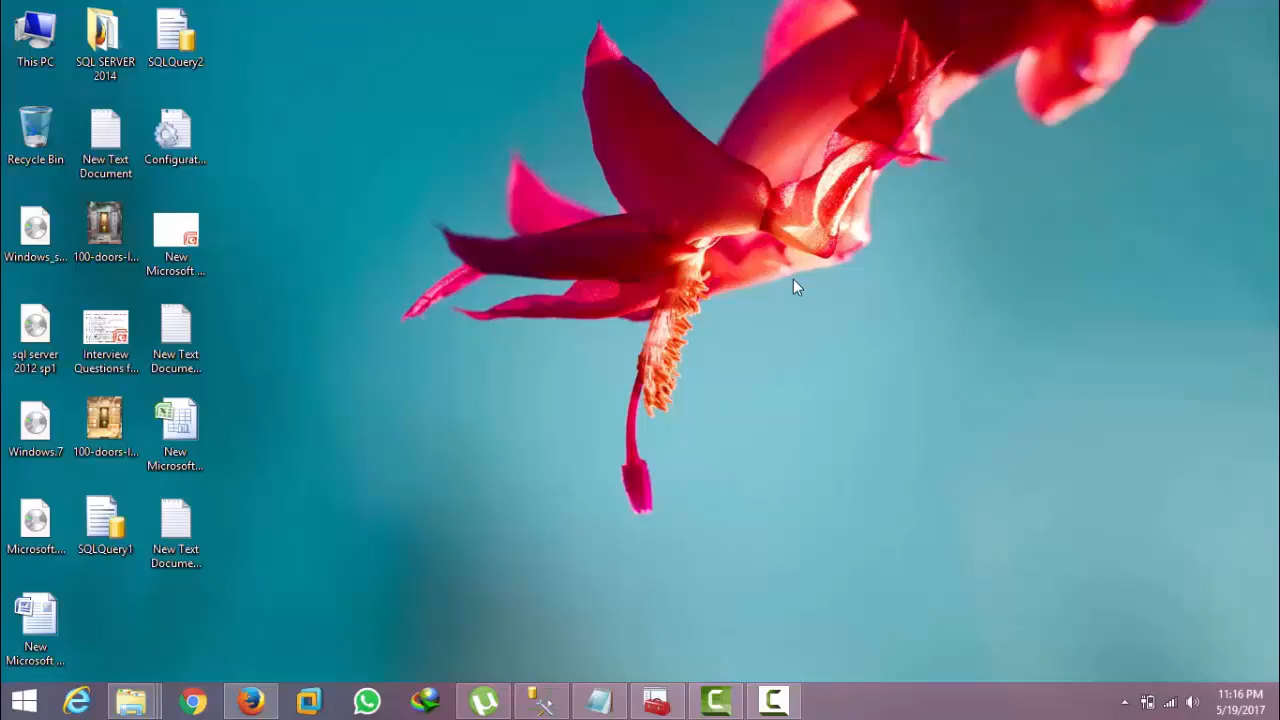 This PC
SQL SERVER
2014
SQLQuery2
Recycle Bin
New Text
Document
Configurat...
Windows_s...
100-doors-l...
New
Microsoft ...
sql server
2012 sp1
Interview
Questions f...
New Text
Docume...
Windows.7
100-doors-l...
New
Microsoft...
Microsoft....
SQLQuery1
New Text
Docume...
New
Microsoft ...
11:16 PM
5/19/2017